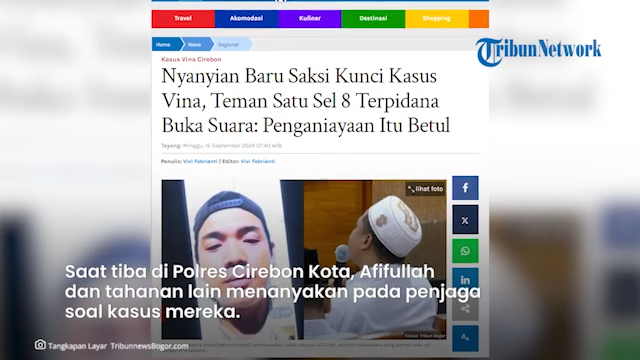 Travel Akomodasi Kuliner Destinasi Shopping
TribunNetwork
Home News Regional
Kasus Vina Cirebon
Nyanyian Baru Saksi Kunci Kasus
Vina, Teman Satu Sel 8 Terpidana
Buka Suara: Penganiayaan Itu Betul
Tayang: Minggu, 15 September 2024 07:40 WIB
Penulis: Vivi Febrianti | Editor: Vivi Febrianti
lihat foto
Saat tiba di Polres Cirebon Kota, Afifullah
dan tahanan lain menanyakan pada penjaga
soal kasus mereka.
Tangkapan Layar TribunnewsBogor.com